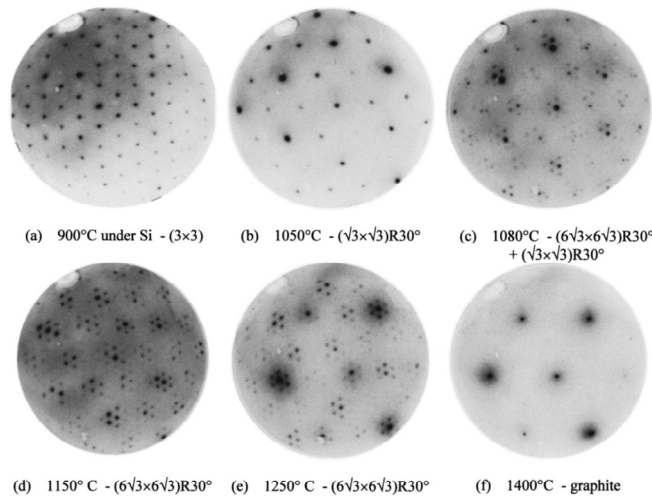 (a) 900°C under Si - (3×3)
(b) 1050°C - (√3×√3)R30°
(c) 1080°C - (6√3×6√3)R30°
+ (√3×√3)R30°
(d) 1150° C - (6√3×6√3)R30°
(e) 1250° C - (6√3×6√3)R30°
(f) 1400°C - graphite